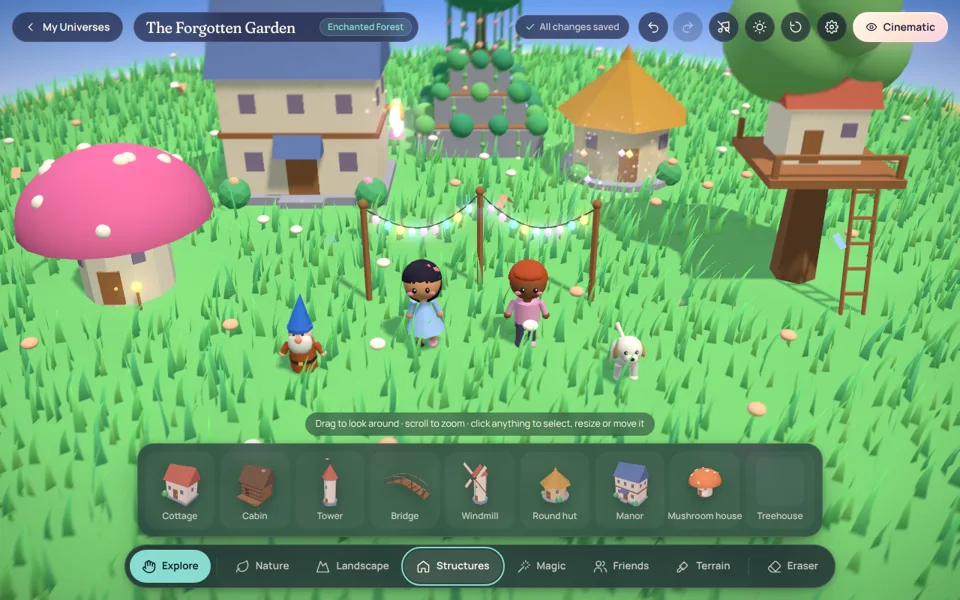 My Universes
The Forgotten Garden
Enchanted Forest
All changes saved
Cinematic
Drag to look around · scroll to zoom · click anything to select, resize or move it
Cottage
Cabin
Tower
Bridge
Windmill
Round hut
Manor
Mushroom house
Treehouse
Explore
Nature
Landscape
Structures
Magic
Friends
Terrain
Eraser